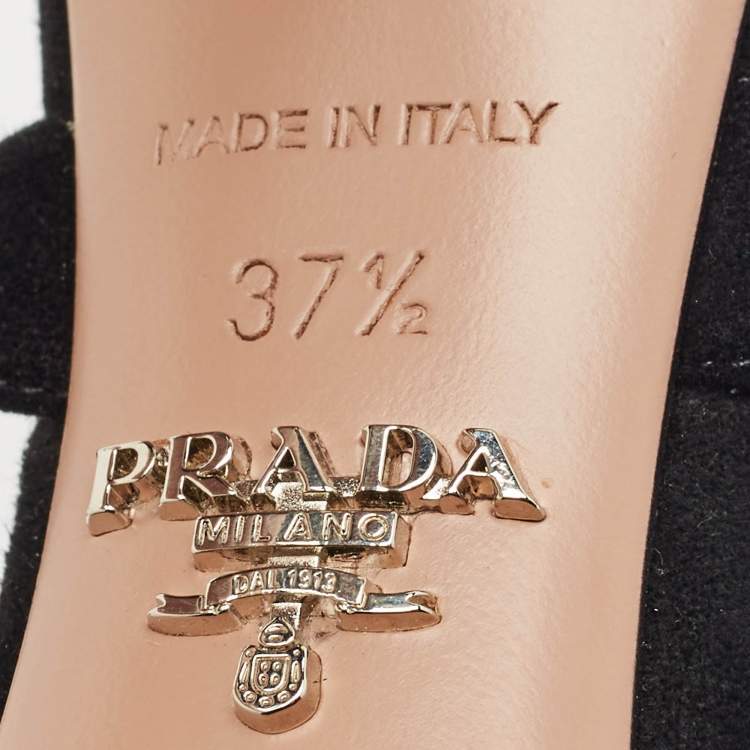 MADE IN ITALY
37½
PRADA
MILANO
DAL 1913